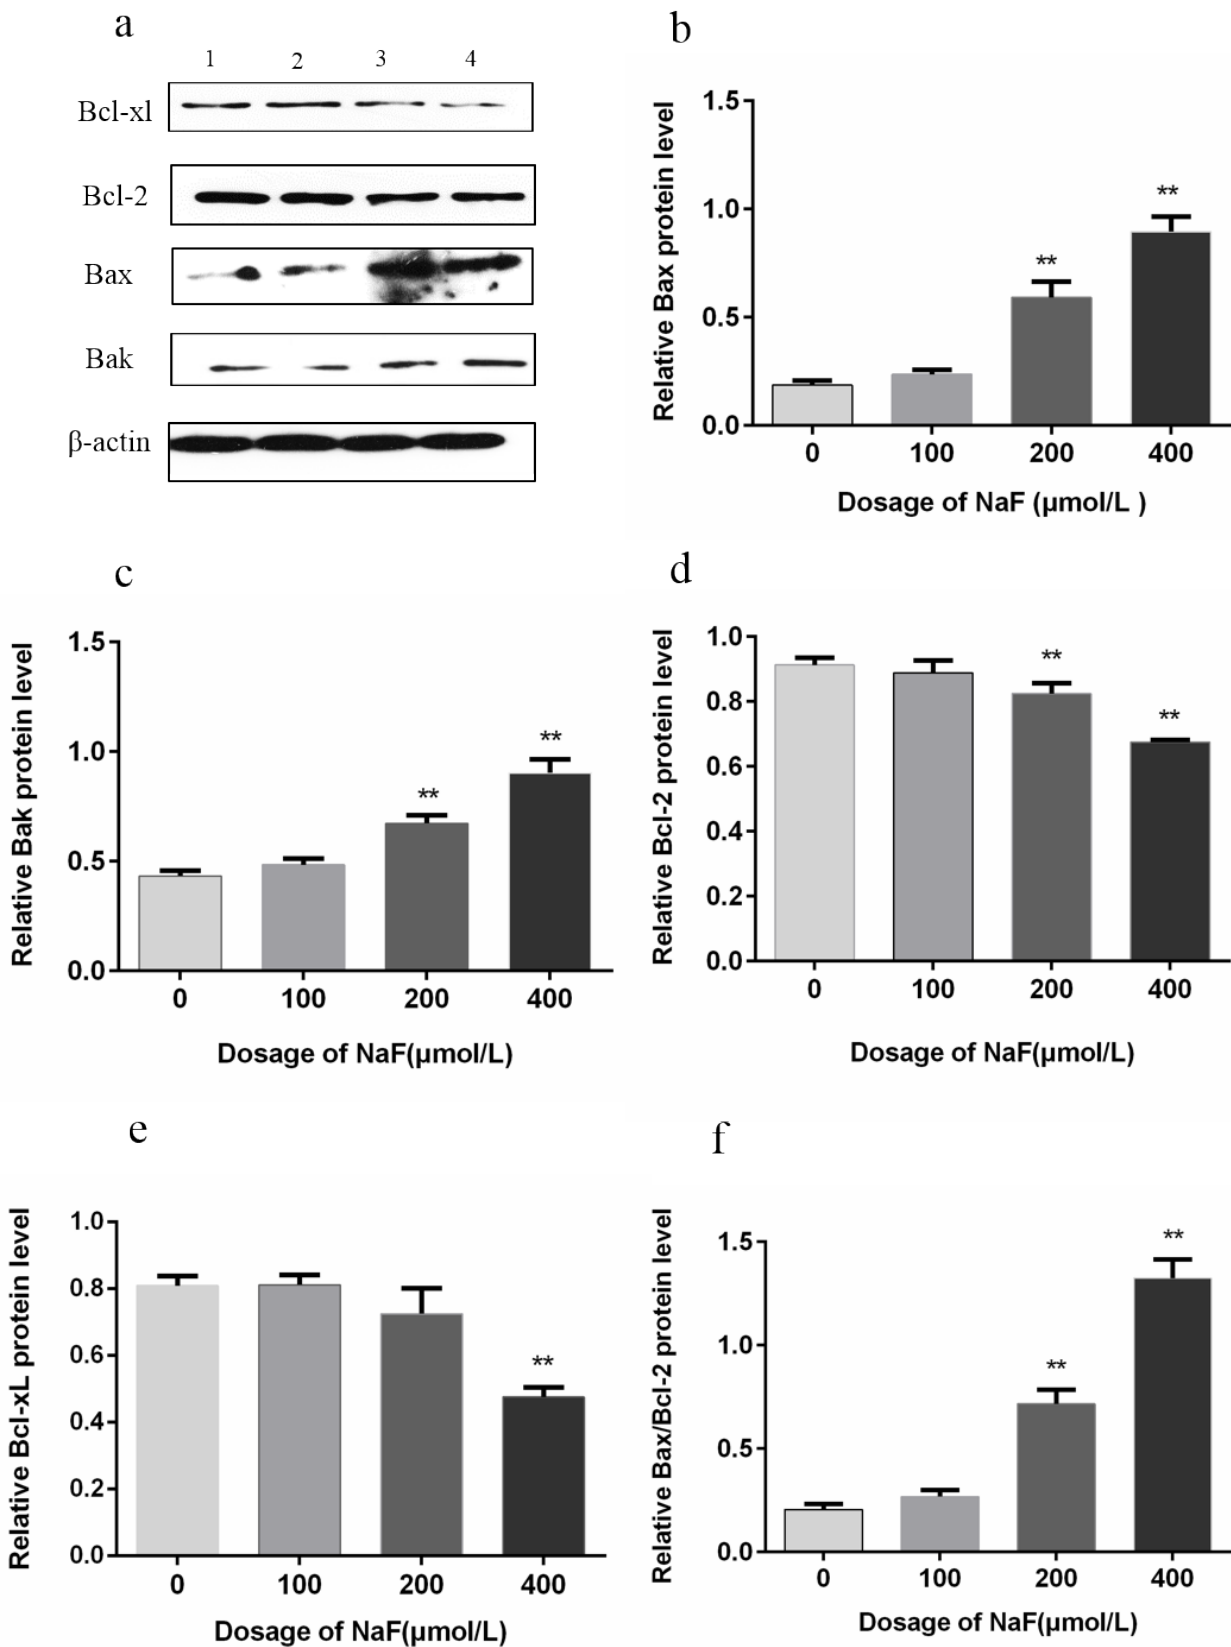 a
1 2 3 4
Bcl-xl
Bcl-2
Bax
Bak
β-actin
b
Relative Bax protein level
1.5
1.0
0.5
0.0
**
**
0 100 200 400
Dosage of NaF (μmol/L )
c
Relative Bak protein level
1.5
1.0
0.5
0.0
**
**
0 100 200 400
Dosage of NaF(μmol/L)
d
Relative Bcl-2 protein level
1.0
0.8
0.6
0.4
0.2
0.0
**
**
0 100 200 400
Dosage of NaF(μmol/L)
e
Relative Bcl-xL protein level
1.0
0.8
0.6
0.4
0.2
0.0
**
0 100 200 400
Dosage of NaF(μmol/L)
f
Relative Bax/Bcl-2 protein level
1.5
1.0
0.5
0.0
**
**
0 100 200 400
Dosage of NaF(μmol/L)